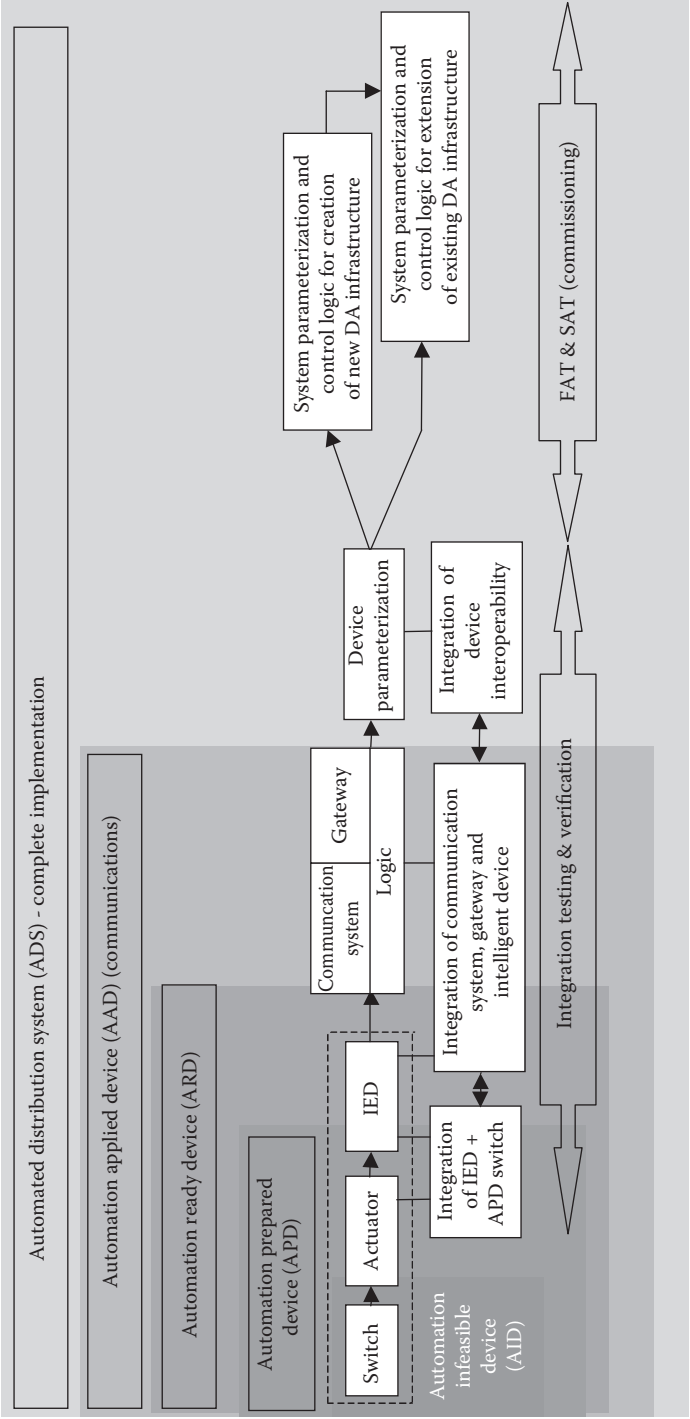 Automated distribution system (ADS) - complete implementation
Automation applied device (AAD) (communications)
Automation ready device (ARD)
Automation prepared
device (APD)
Switch
Actuator
IED
Communcation
system
Gateway
Logic
Device
parameterization
System parameterization and
control logic for creation
of new DA infrastructure
System parameterization and
control logic for extension
of existing DA infrastructure
Automation
infeasible
device
(AID)
Integration
of IED +
APD switch
Integration of communication
system, gateway and
intelligent device
Integration of
device
interoperability
Integration testing & verification
FAT & SAT (commissioning)